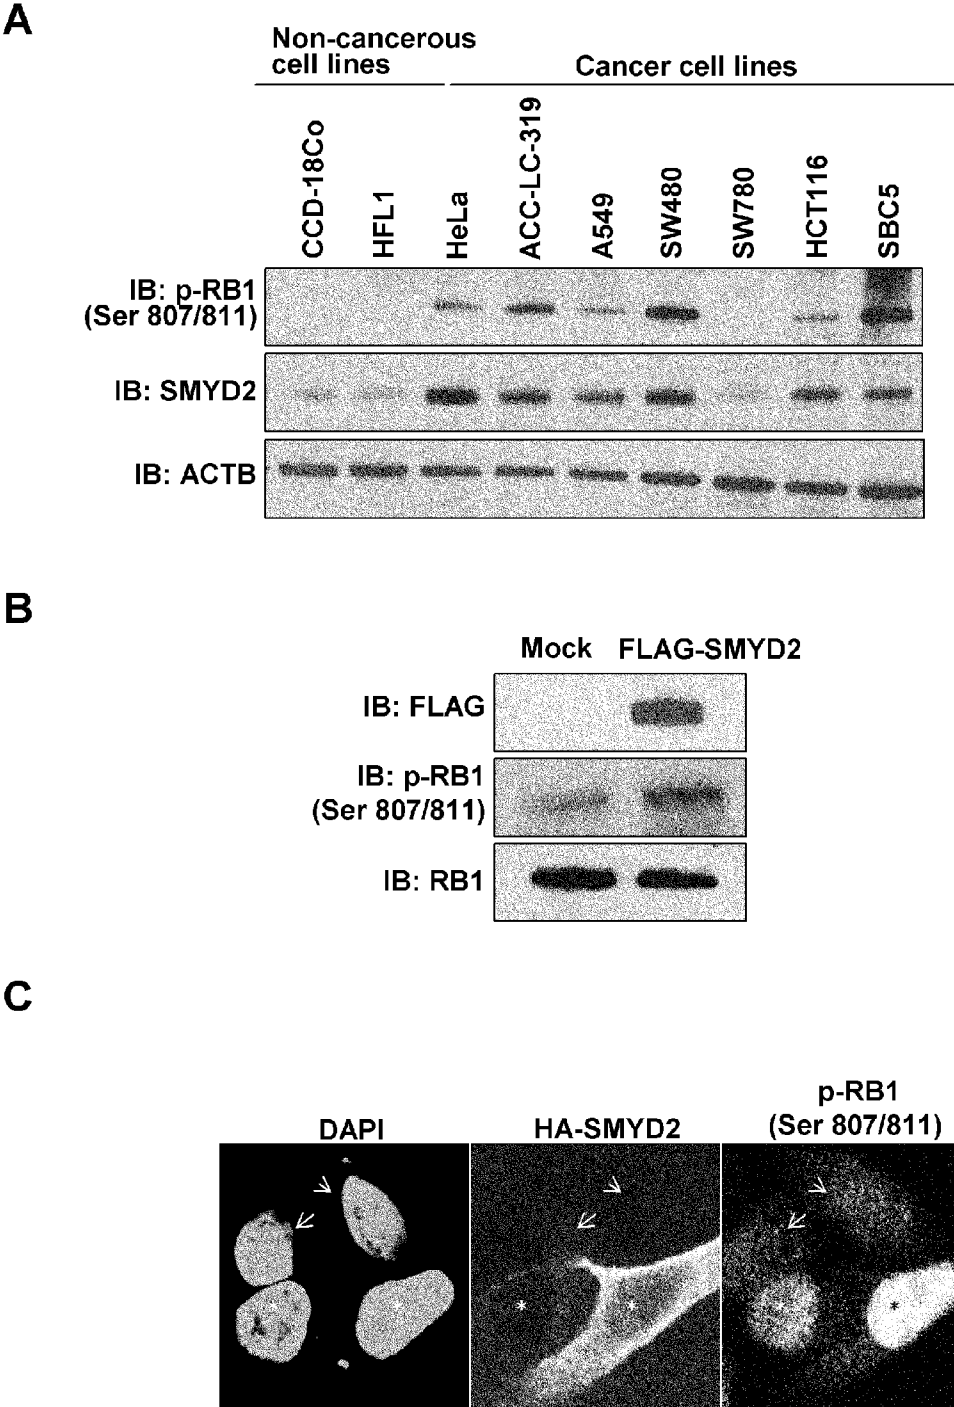 A
Non-cancerous
cell lines
Cancer cell lines
CCD-18Co
HFL1
HeLa
ACC-LC-319
A549
SW480
SW780
HCT116
SBC5
IB: p-RB1
(Ser 807/811)
IB: SMYD2
IB: ACTB
B
Mock FLAG-SMYD2
IB: FLAG
IB: p-RB1
(Ser 807/811)
IB: RB1
C
p-RB1
DAPI HA-SMYD2 (Ser 807/811)